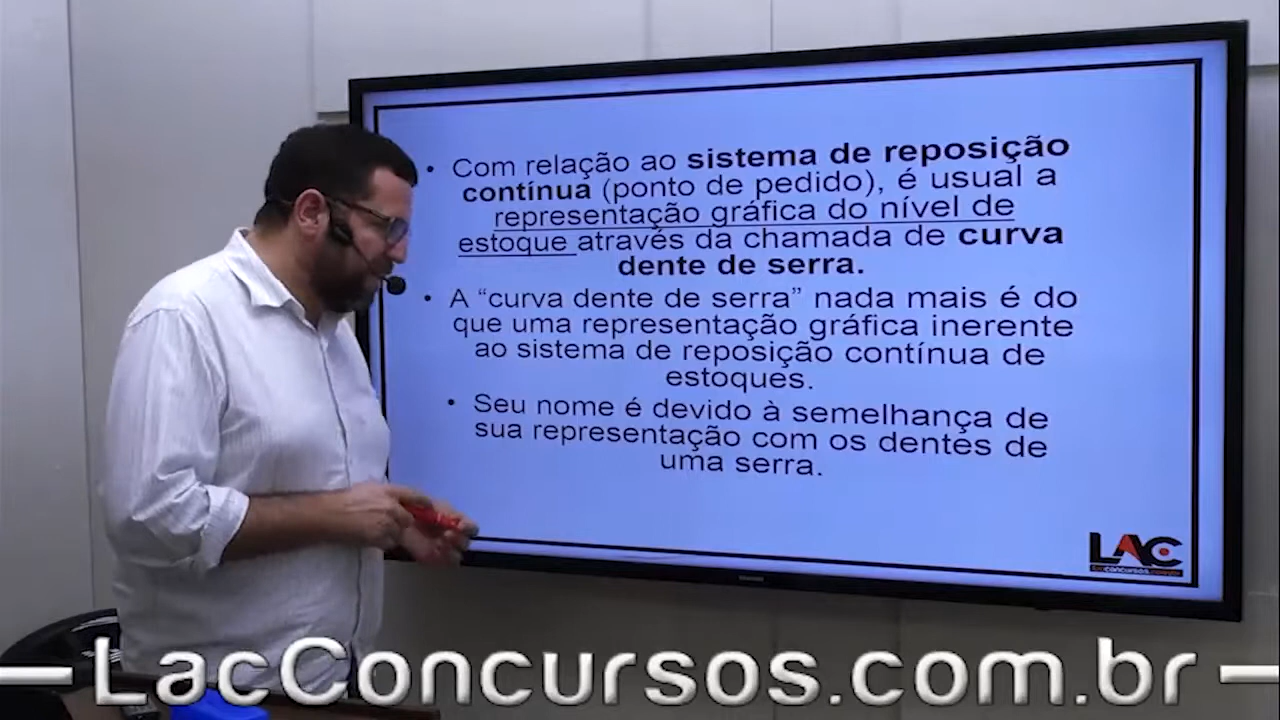 • Com relação ao sistema de reposição
contínua (ponto de pedido), é usual a
representação gráfica do nível de
estoque através da chamada de curva
dente de serra.
• A “curva dente de serra” nada mais é do
que uma representação gráfica inerente
ao sistema de reposição contínua de
estoques.
• Seu nome é devido à semelhança de
sua representação com os dentes de
uma serra.
LAC
LacConcursos.com.br